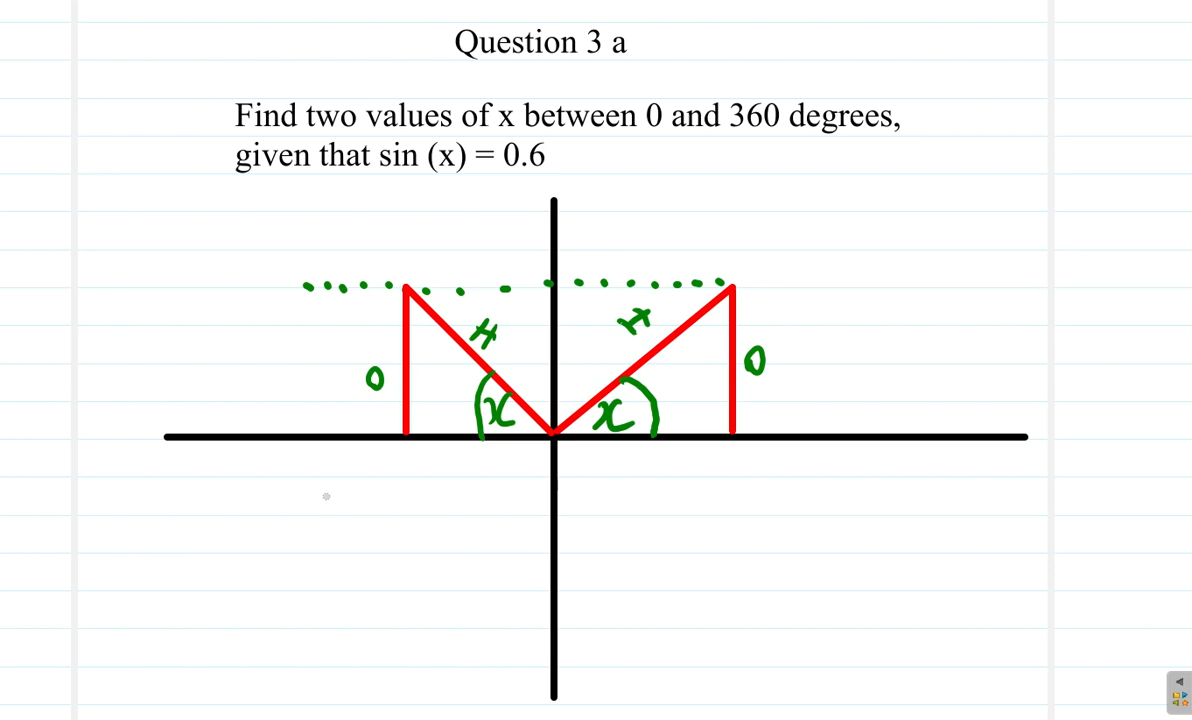 Question 3 a
Find two values of x between 0 and 360 degrees,
given that sin (x) = 0.6
H H
O O
x x